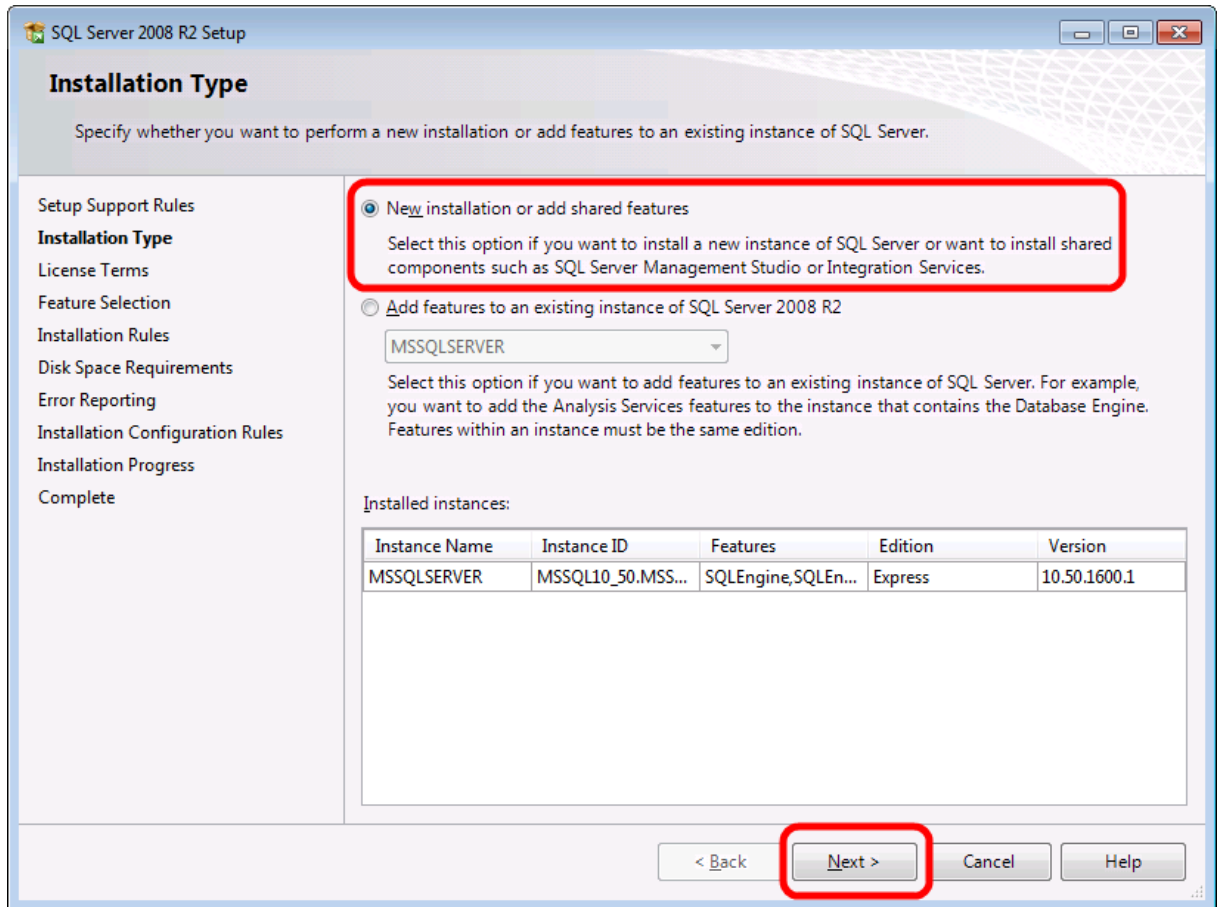 SQL Server 2008 R2 Setup
Installation Type
Specify whether you want to perform a new installation or add features to an existing instance of SQL Server.
Setup Support Rules
Installation Type
License Terms
Feature Selection
Installation Rules
Disk Space Requirements
Error Reporting
Installation Configuration Rules
Installation Progress
Complete
New installation or add shared features
Select this option if you want to install a new instance of SQL Server or want to install shared
components such as SQL Server Management Studio or Integration Services.
Add features to an existing instance of SQL Server 2008 R2
MSSQLSERVER
Select this option if you want to add features to an existing instance of SQL Server. For example,
you want to add the Analysis Services features to the instance that contains the Database Engine.
Features within an instance must be the same edition.
Installed instances:
Instance Name Instance ID Features Edition Version
MSSQLSERVER MSSQL10_50.MSS... SQLEngine,SQLEn... Express 10.50.1600.1
< Back Next > Cancel Help